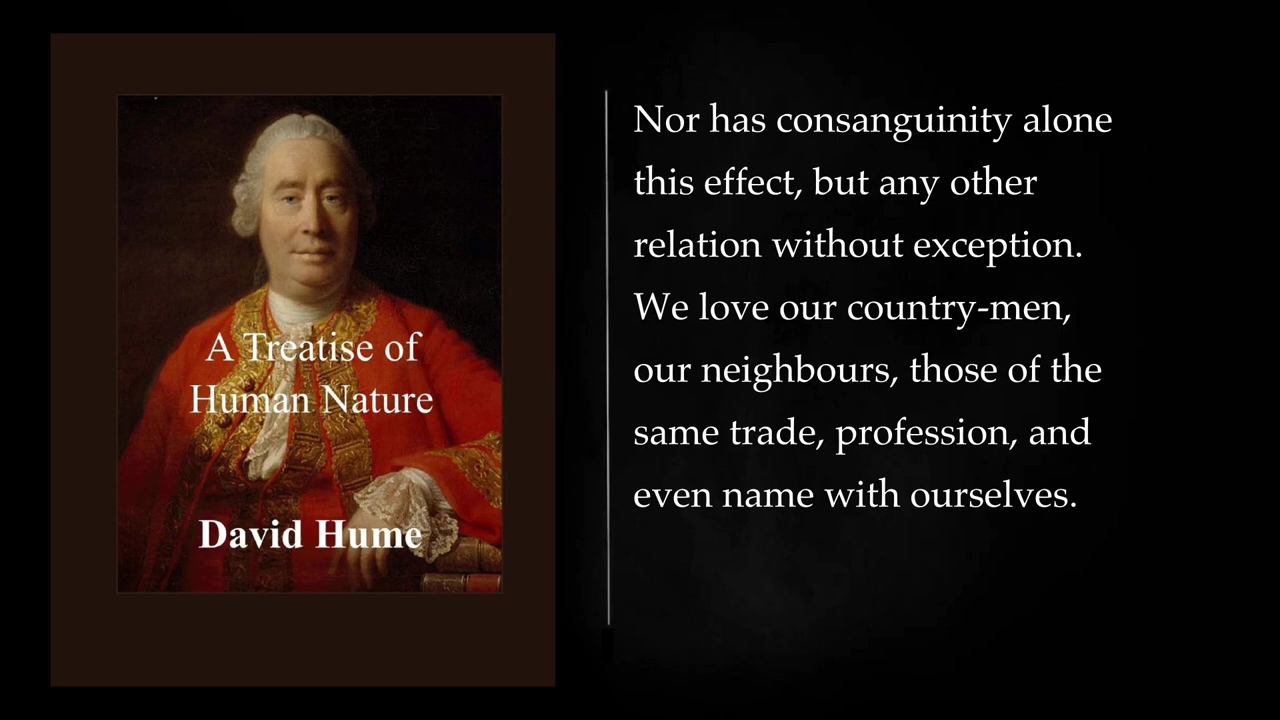 A Treatise of
Human Nature
David Hume
Nor has consanguinity alone
this effect, but any other
relation without exception.
We love our country-men,
our neighbours, those of the
same trade, profession, and
even name with ourselves.